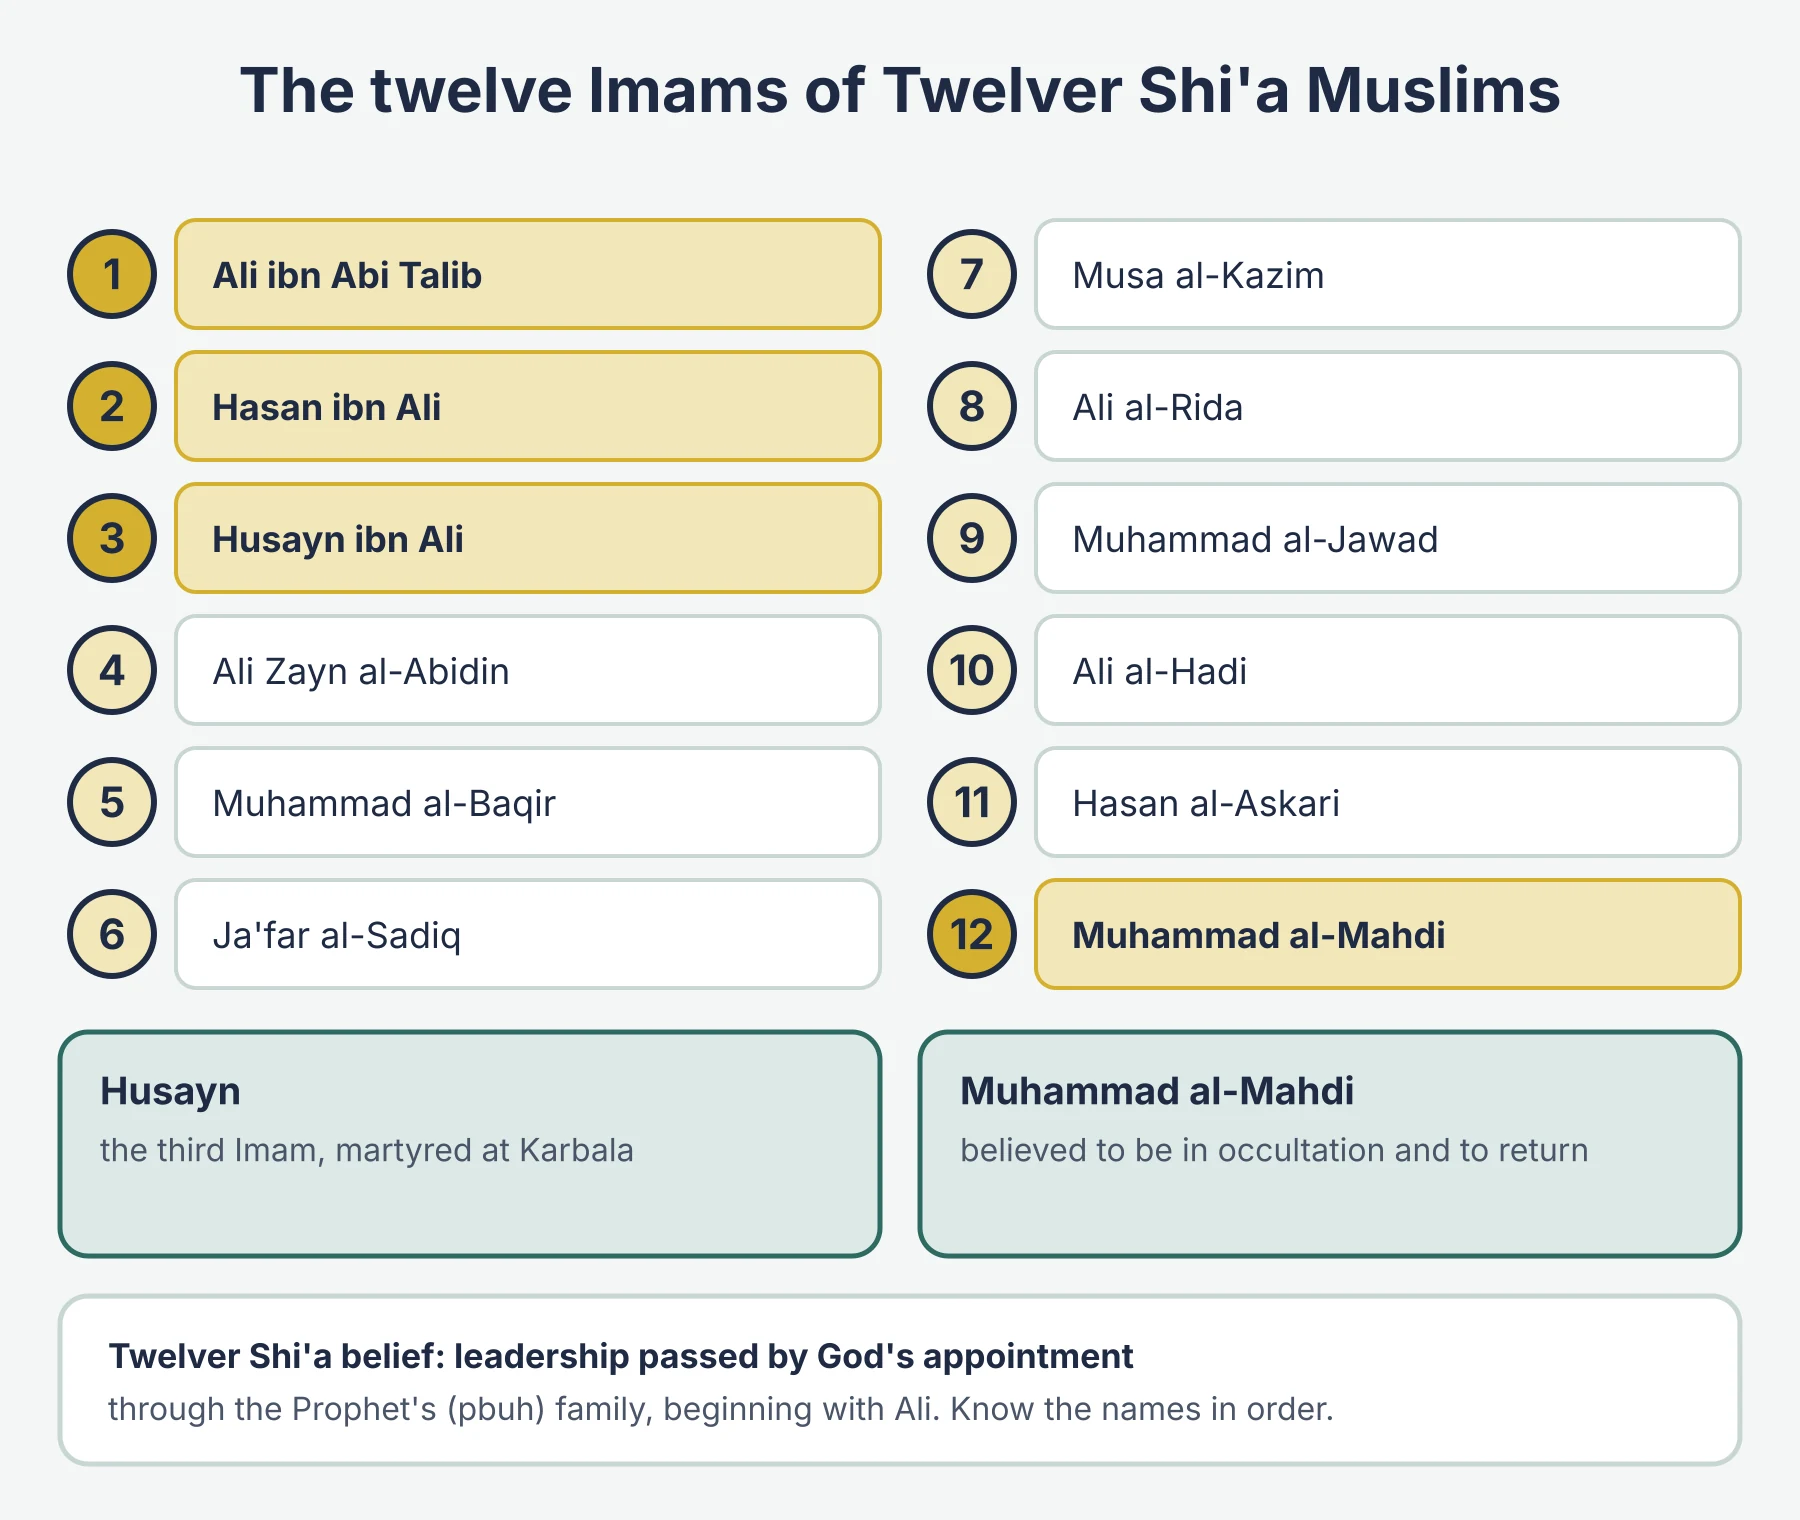 The twelve Imams of Twelver Shi'a Muslims
1
Ali ibn Abi Talib
2
Hasan ibn Ali
3
Husayn ibn Ali
4
Ali Zayn al-Abidin
5
Muhammad al-Baqir
6
Ja'far al-Sadiq
7
Musa al-Kazim
8
Ali al-Rida
9
Muhammad al-Jawad
10
Ali al-Hadi
11
Hasan al-Askari
12
Muhammad al-Mahdi
Husayn
the third Imam, martyred at Karbala
Muhammad al-Mahdi
believed to be in occultation and to return
Twelver Shi'a belief: leadership passed by God's appointment
through the Prophet's (pbuh) family, beginning with Ali. Know the names in order.